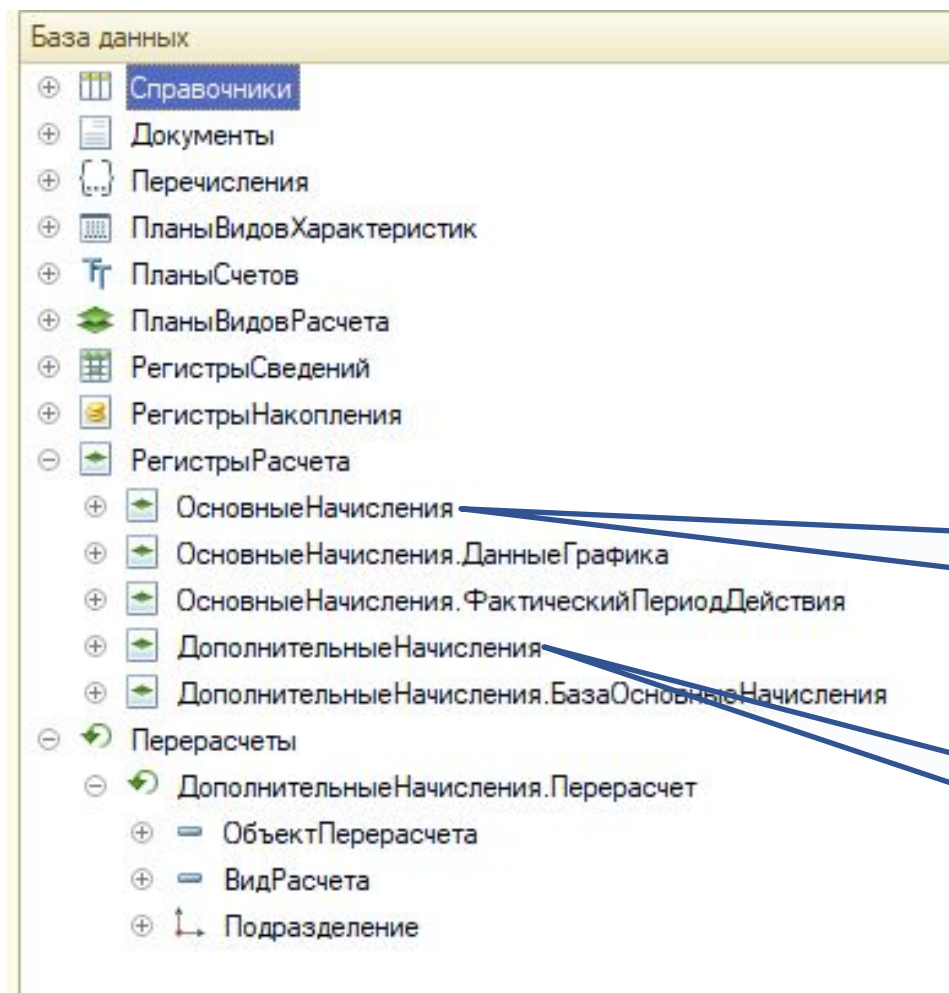 База данных
Справочники
Документы
Перечисления
ПланыВидовХарактеристик
ПланыСчетов
ПланыВидовРасчета
РегистрыСведений
РегистрыНакопления
РегистрыРасчета
ОсновныеНачисления
ОсновныеНачисления.ДанныеГрафика
ОсновныеНачисления.ФактическийПериодДействия
ДополнительныеНачисления
ДополнительныеНачисления.БазаОсновныеНачисления
Перерасчеты
ДополнительныеНачисления.Перерасчет
ОбъектПерерасчета
ВидРасчета
Подразделение